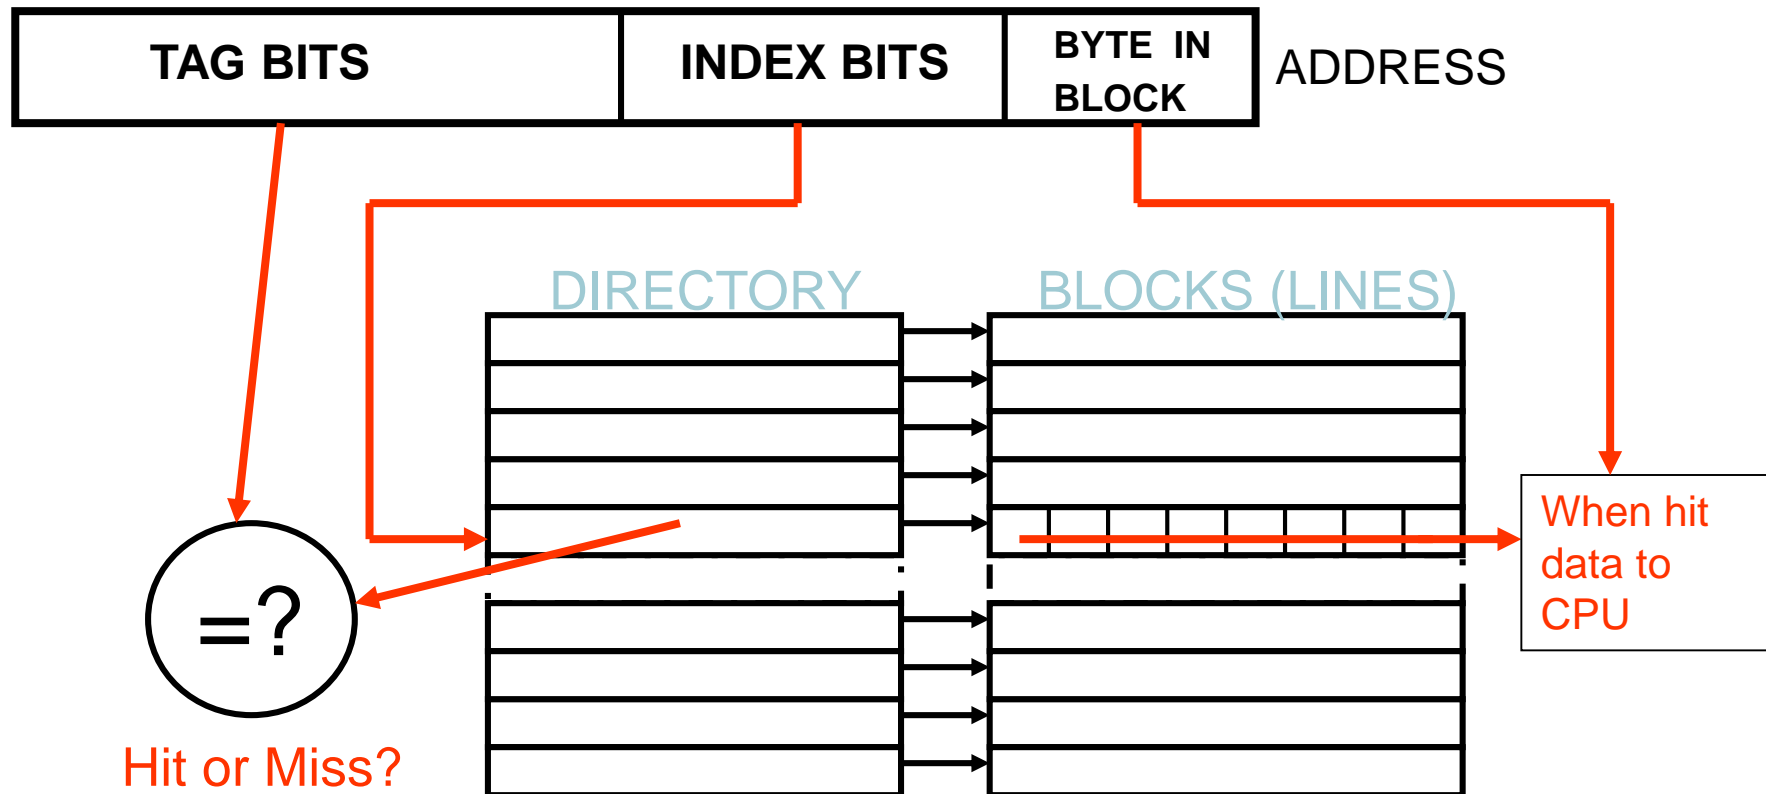 TAG BITS
INDEX BITS
BYTE IN
BLOCK
ADDRESS
DIRECTORY
BLOCKS (LINES)
When hit
data to
CPU
=?
Hit or Miss?